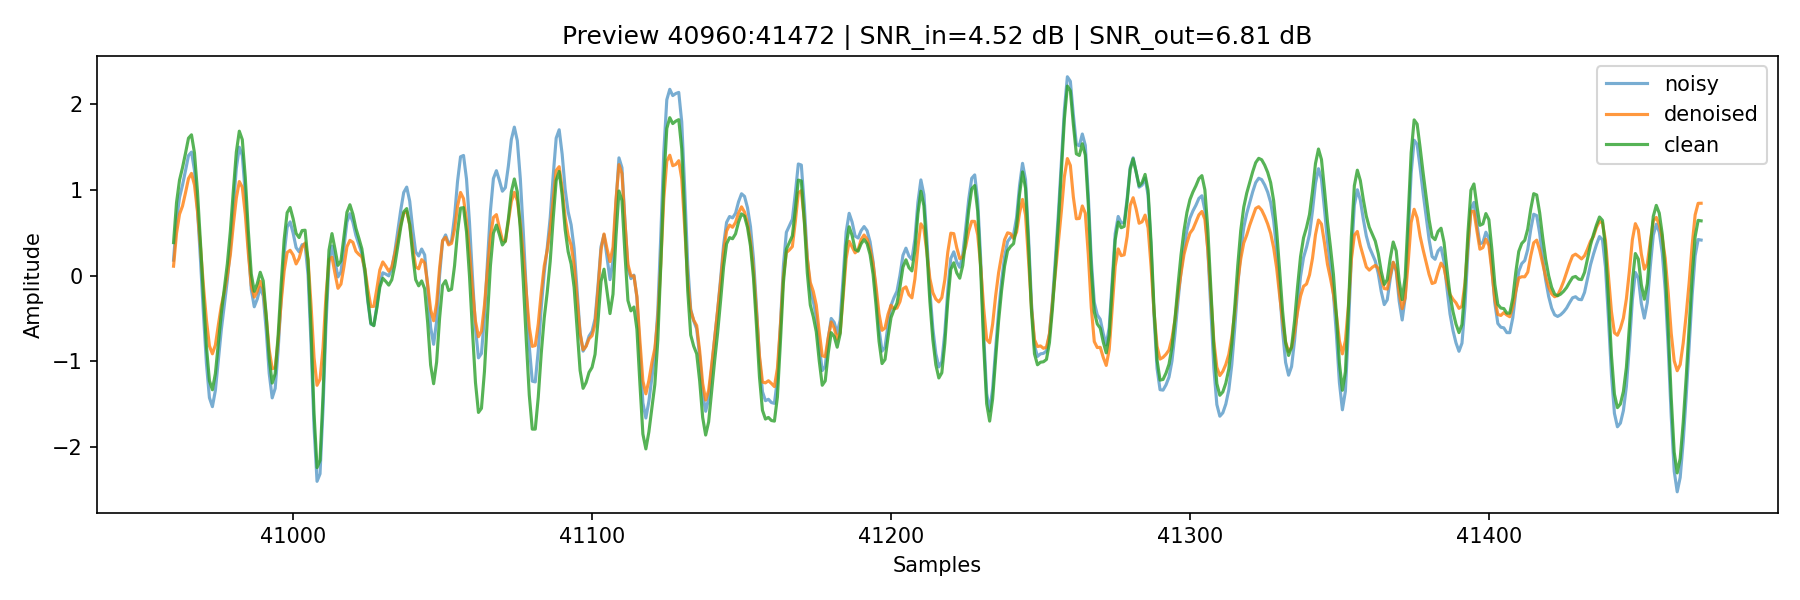 Preview 40960:41472 | SNR_in=4.52 dB | SNR_out=6.81 dB
noisy
denoised
clean
Amplitude
2
1
0
−1
−2
41000 41100 41200 41300 41400
Samples